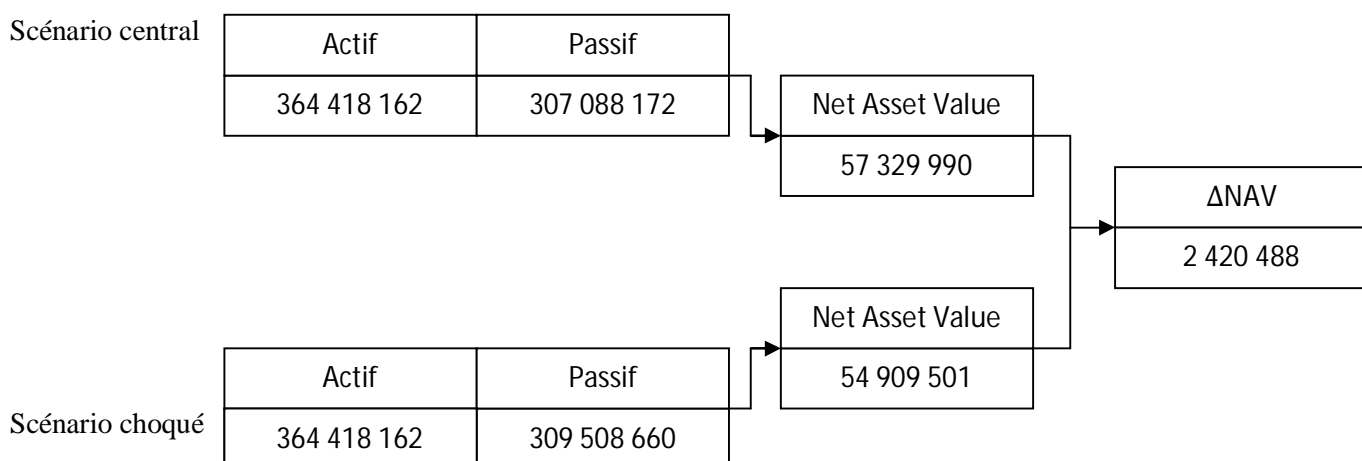 Scénario central
Actif Passif
364 418 162 307 088 172
Net Asset Value
57 329 990
ΔNAV
2 420 488
Net Asset Value
54 909 501
Actif Passif
Scénario choqué
364 418 162 309 508 660